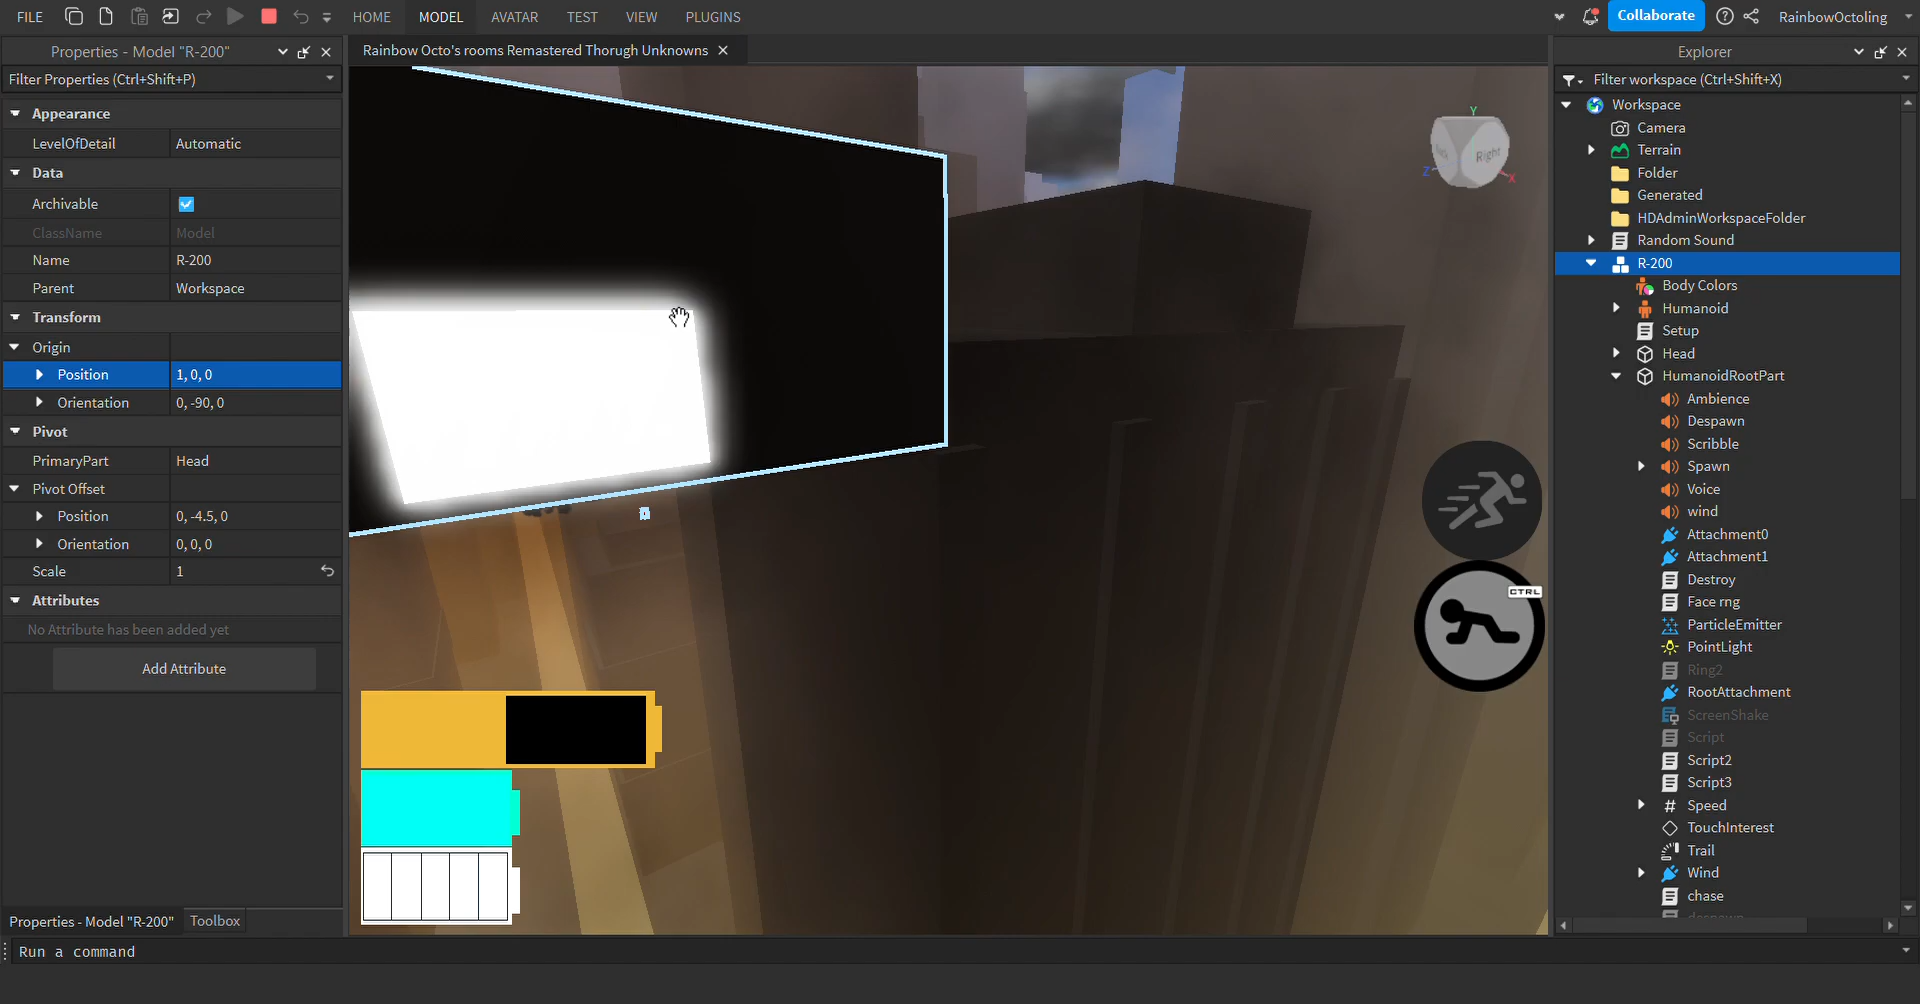 FILE
HOME
MODEL
AVATAR
TEST
VIEW
PLUGINS
Collaborate
RainbowOctoling
Properties - Model "R-200"
Filter Properties (Ctrl+Shift+P)
Appearance
LevelOfDetail Automatic
Data
Archivable
ClassName Model
Name R-200
Parent Workspace
Transform
Origin
Position 1, 0, 0
Orientation 0, -90, 0
Pivot
PrimaryPart Head
Pivot Offset
Position 0, -4.5, 0
Orientation 0, 0, 0
Scale 1
Attributes
No Attribute has been added yet
Add Attribute
Properties - Model "R-200"
Toolbox
Rainbow Octo's rooms Remastered Thorugh Unknowns
Y
Right
Z
X
CTRL
Explorer
Filter workspace (Ctrl+Shift+X)
Workspace
Camera
Terrain
Folder
Generated
HDAdminWorkspaceFolder
Random Sound
R-200
Body Colors
Humanoid
Setup
Head
HumanoidRootPart
Ambience
Despawn
Scribble
Spawn
Voice
wind
Attachment0
Attachment1
Destroy
Face rng
ParticleEmitter
PointLight
Ring2
RootAttachment
ScreenShake
Script
Script2
Script3
Speed
TouchInterest
Trail
Wind
chase
Run a command